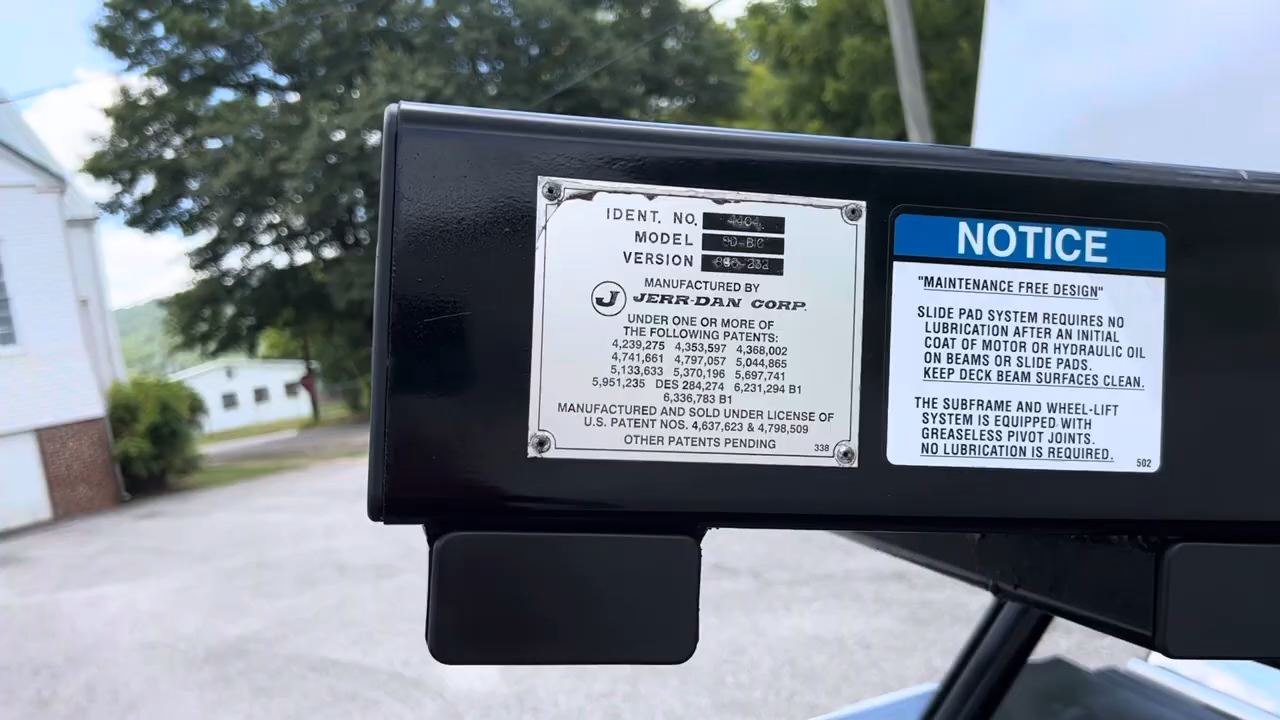 IDENT. NO. 4404
MODEL
VERSION
MANUFACTURED BY
J JERR-DAN CORP.
UNDER ONE OR MORE OF
THE FOLLOWING PATENTS:
4,239,275 4,353,597 4,368,002
4,741,661 4,797,057 5,044,865
5,133,633 5,370,196 5,697,741
5,951,235 DES 284,274 6,231,294 B1
6,336,783 B1
MANUFACTURED AND SOLD UNDER LICENSE OF
U.S. PATENT NOS. 4,637,623 & 4,798,509
OTHER PATENTS PENDING
338
NOTICE
"MAINTENANCE FREE DESIGN"
SLIDE PAD SYSTEM REQUIRES NO
LUBRICATION AFTER AN INITIAL
COAT OF MOTOR OR HYDRAULIC OIL
ON BEAMS OR SLIDE PADS.
KEEP DECK BEAM SURFACES CLEAN.
THE SUBFRAME AND WHEEL-LIFT
SYSTEM IS EQUIPPED WITH
GREASELESS PIVOT JOINTS.
NO LUBRICATION IS REQUIRED.
502